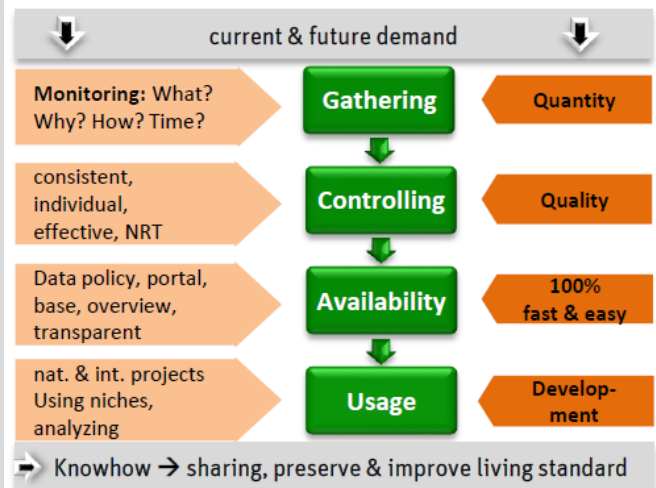 current & future demand
Monitoring: What?
Why? How? Time?
Gathering
Quantity
consistent,
individual,
effective, NRT
Controlling
Quality
Data policy, portal,
base, overview,
transparent
Availability
100%
fast & easy
nat. & int. projects
Using niches,
analyzing
Usage
Develop-
ment
Knowhow → sharing, preserve & improve living standard